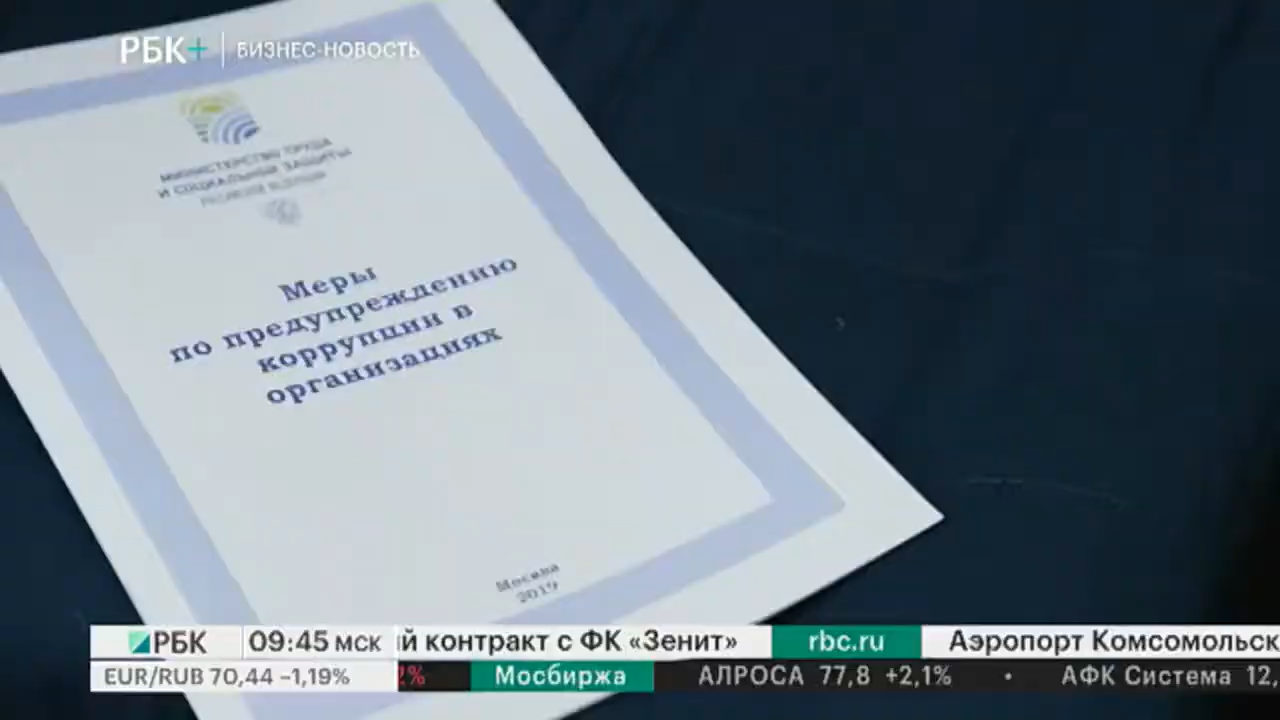 РБК+ | БИЗНЕС-НОВОСТЬ
МИНИСТЕРСТВО ТРУДА
И СОЦИАЛЬНОЙ ЗАЩИТЫ
Меры
по предупреждению
коррупции в
организациях
Москва
2019
РБК 09:45 МСК й контракт с ФК «Зенит» rbc.ru Аэропорт Комсомольск
EUR/RUB 70,44 –1,19% 2% Мосбиржа АЛРОСА 77,8 +2,1% • АФК Система 12,